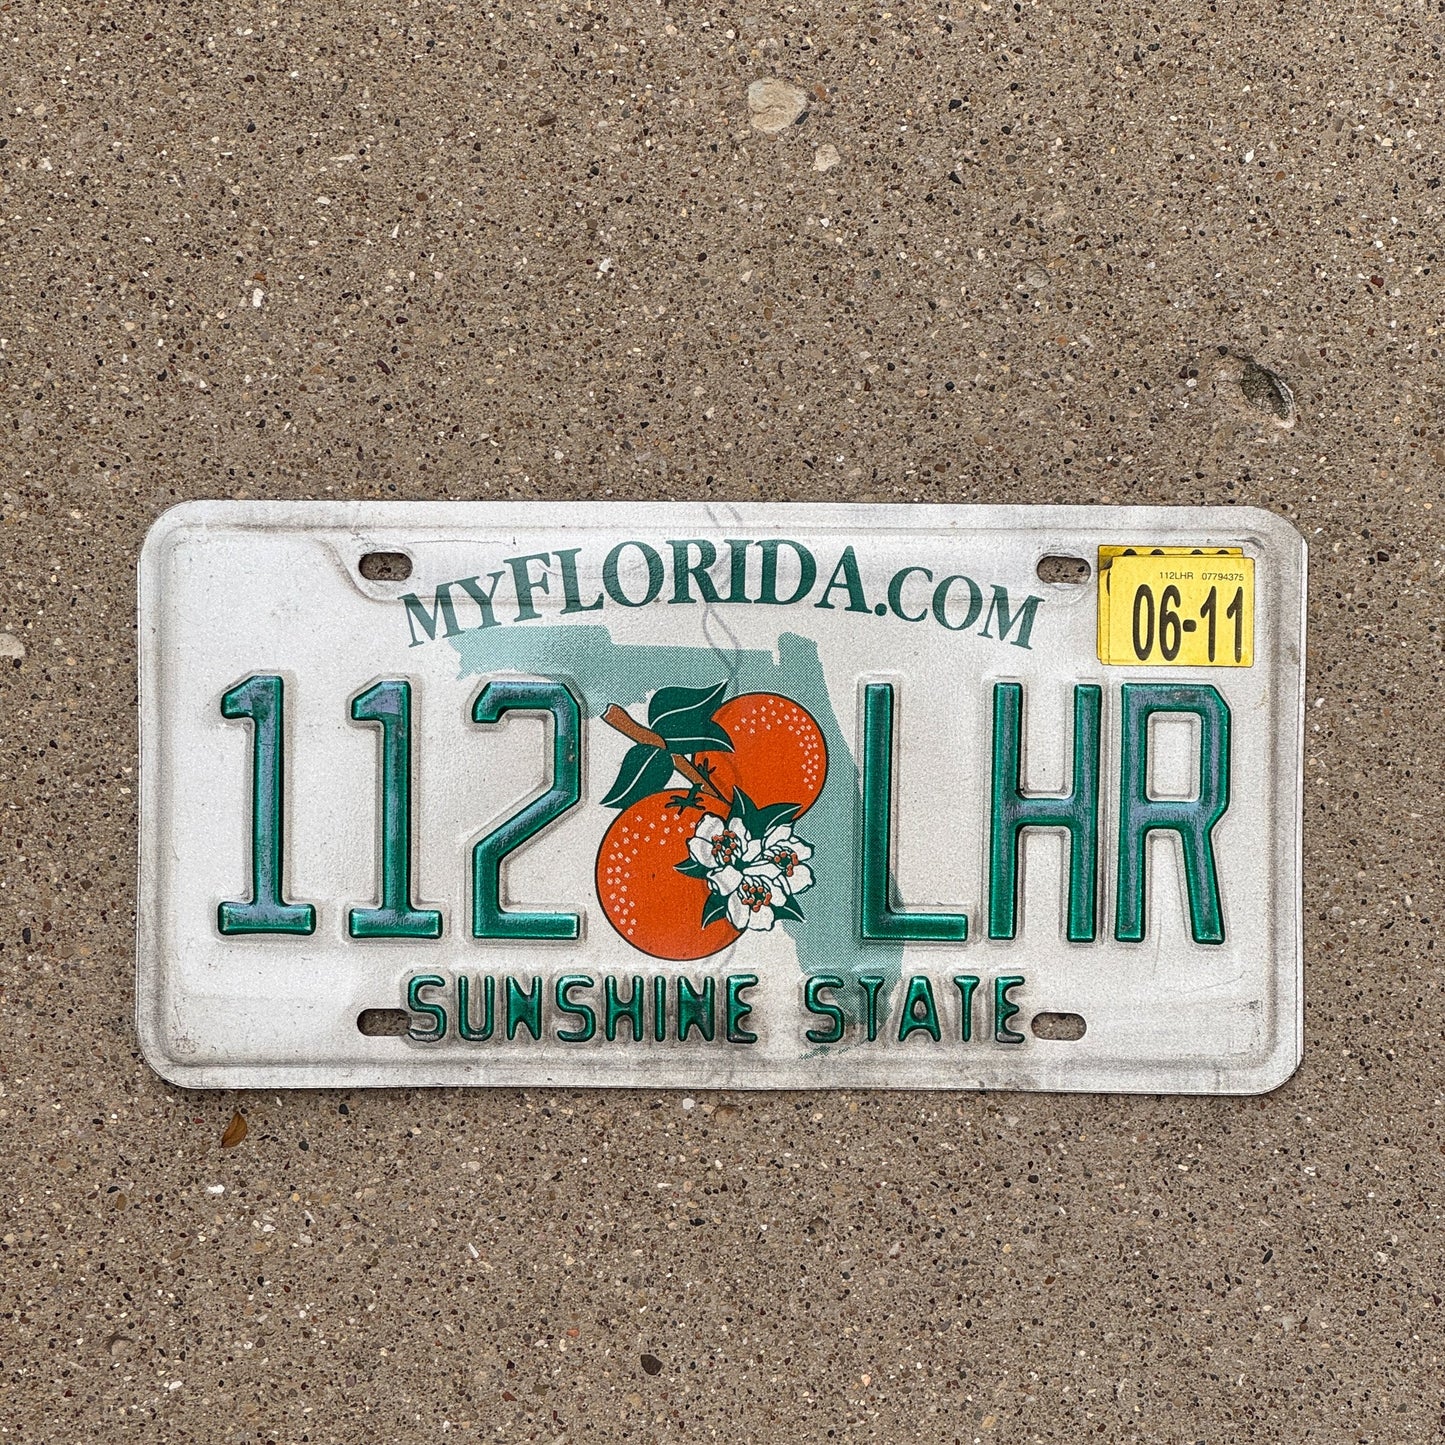 MYFLORIDA.COM
112LHR 07794375
06-11
112 LHR
SUNSHINE STATE